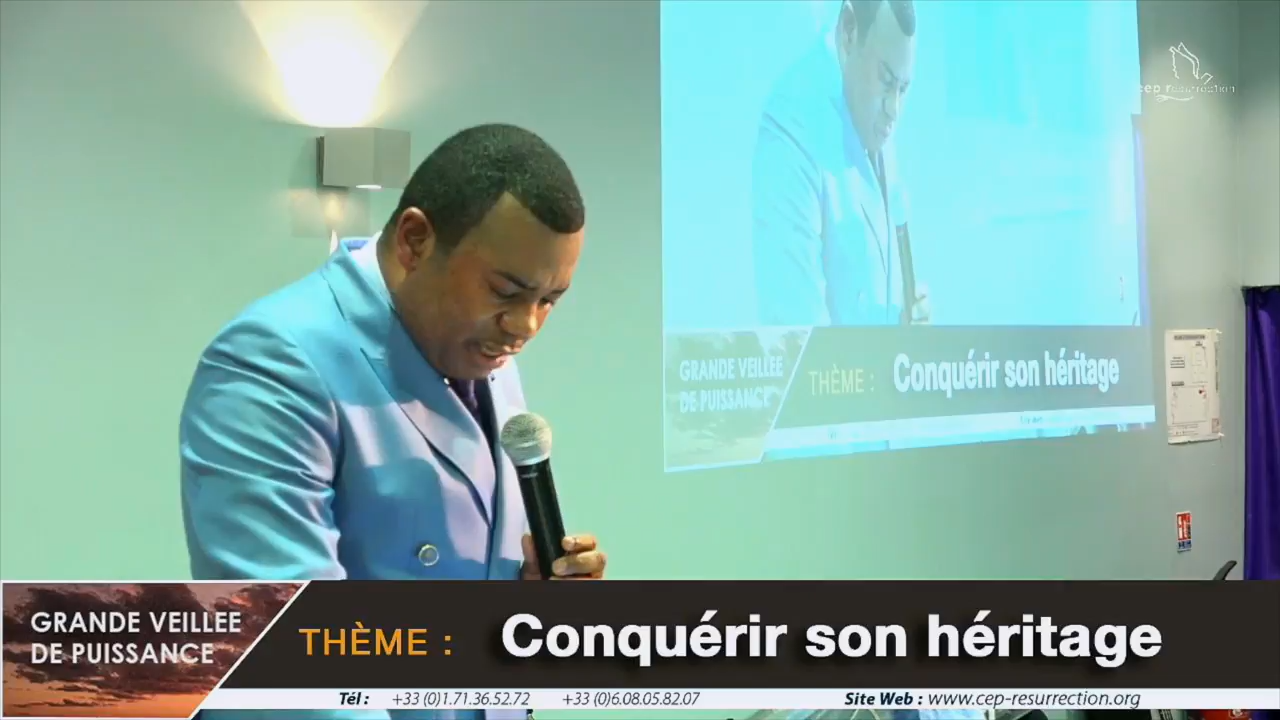 cep resurrection
GRANDE VEILLEE
DE PUISSANCE
THÈME :
Conquérir son héritage
GRANDE VEILLEE
DE PUISSANCE
THÈME :
Conquérir son héritage
Tél :
+33 (0)1.71.36.52.72
+33 (0)6.08.05.82.07
Site Web : www.cep-resurrection.org